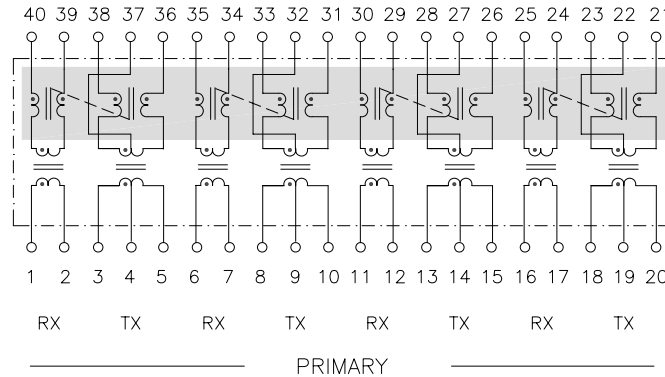 40 39 38 37 36 35 34 33 32 31 30 29 28 27 26 25 24 23 22 21
1 2 3 4 5 6 7 8 9 10 11 12 13 14 15 16 17 18 19 20
RX TX RX TX RX TX RX TX
PRIMARY